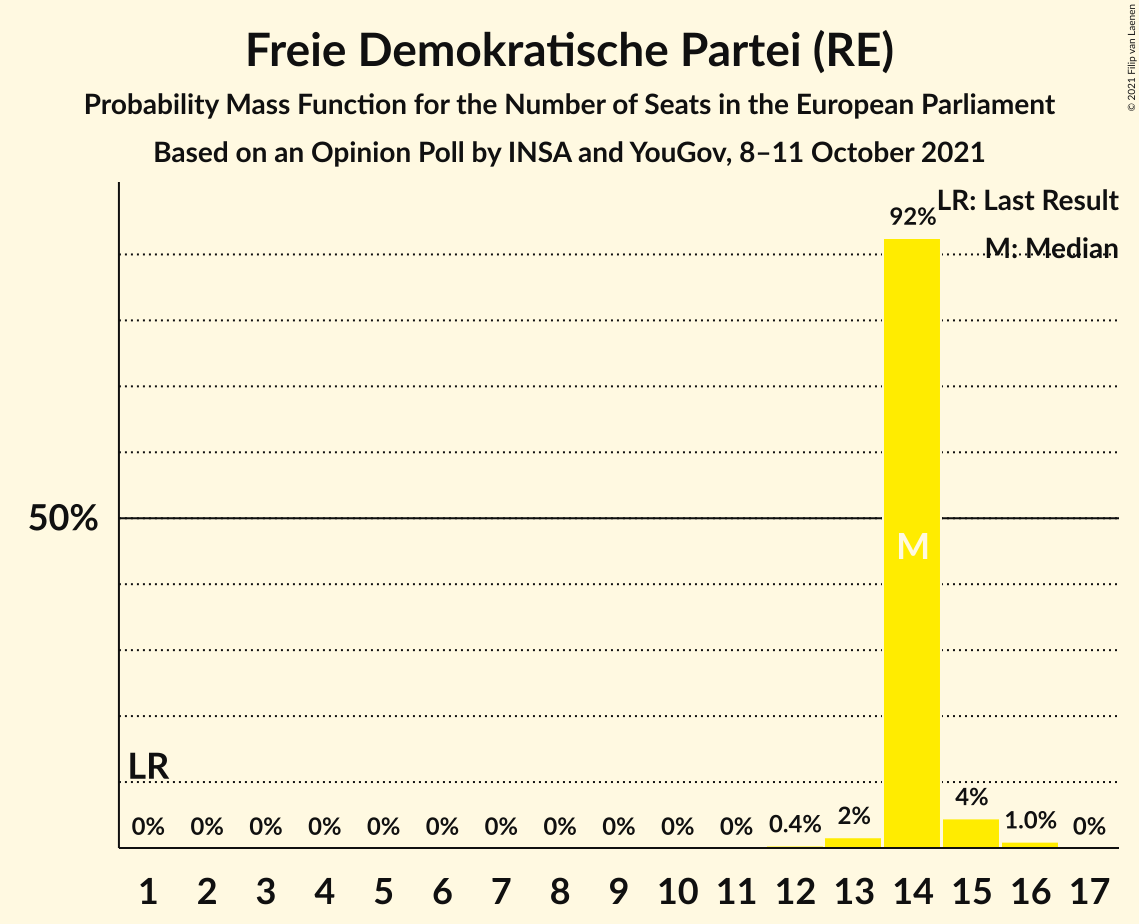 Freie Demokratische Partei (RE)
Probability Mass Function for the Number of Seats in the European Parliament
Based on an Opinion Poll by INSA and YouGov, 8–11 October 2021
© 2021 Filip van Laenen
LR: Last Result
M: Median
92%
50%
M
LR
0% 0% 0% 0% 0% 0% 0% 0% 0% 0% 0% 0.4% 2% 4% 1.0% 0%
1 2 3 4 5 6 7 8 9 10 11 12 13 14 15 16 17